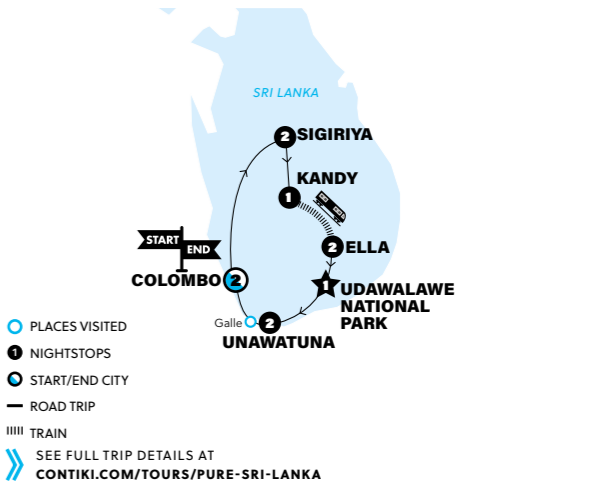 SRI LANKA
2 SIGIRIYA
KANDY
1
2 ELLA
START
END
COLOMBO 2
1 UDAWALAWE
NATIONAL
PARK
Galle 2
UNAWATUNA
PLACES VISITED
1 NIGHTSTOPS
START/END CITY
ROAD TRIP
TRAIN
SEE FULL TRIP DETAILS AT
CONTIKI.COM/TOURS/PURE-SRI-LANKA